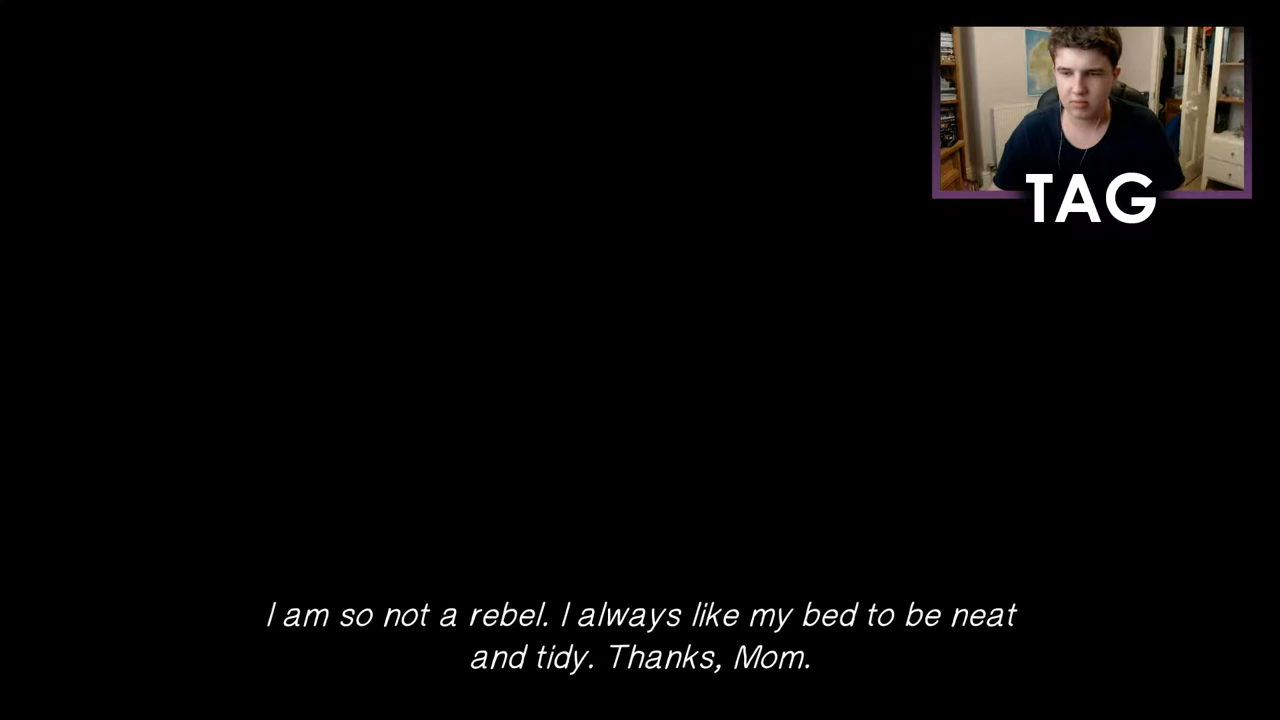 TAG
I am so not a rebel. I always like my bed to be neat
and tidy. Thanks, Mom.